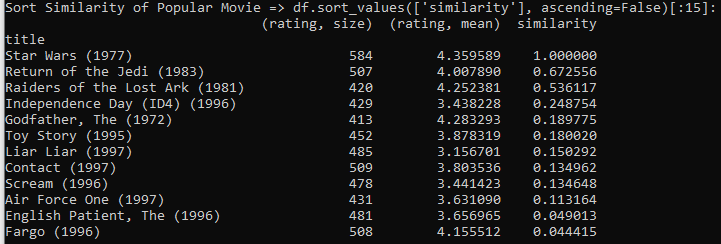 Sort Similarity of Popular Movie => df.sort_values(['similarity'], ascending=False)[:15]:
(rating, size) (rating, mean) similarity
title
Star Wars (1977) 584 4.359589 1.000000
Return of the Jedi (1983) 507 4.007890 0.672556
Raiders of the Lost Ark (1981) 420 4.252381 0.536117
Independence Day (ID4) (1996) 429 3.438228 0.248754
Godfather, The (1972) 413 4.283293 0.189775
Toy Story (1995) 452 3.878319 0.180020
Liar Liar (1997) 485 3.156701 0.150292
Contact (1997) 509 3.803536 0.134962
Scream (1996) 478 3.441423 0.134648
Air Force One (1997) 431 3.631090 0.113164
English Patient, The (1996) 481 3.656965 0.049013
Fargo (1996) 508 4.155512 0.044415